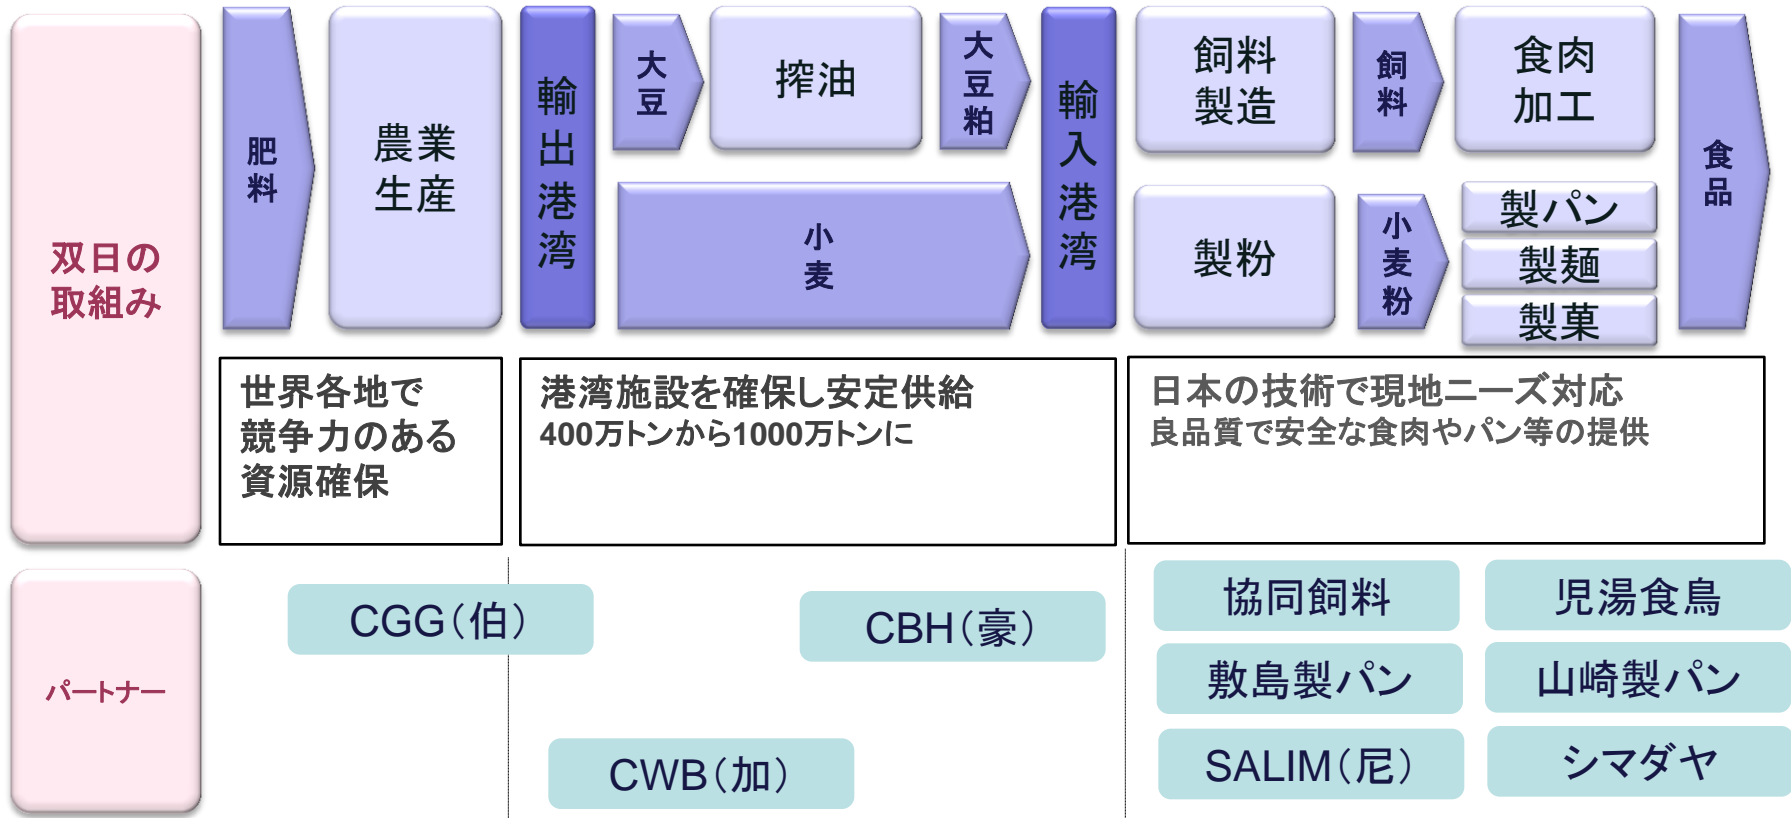 双日の
取組み
肥
料
農業
生産
輸
出
港
湾
大
豆
搾油
大
豆
粕
小
麦
輸
入
港
湾
飼料
製造
飼
料
食肉
加工
製粉
小
麦
粉
製パン
製麺
製菓
食
品
世界各地で
競争力のある
資源確保
港湾施設を確保し安定供給
400万トンから1000万トンに
日本の技術で現地ニーズ対応
良品質で安全な食肉やパン等の提供
パートナー
CGG(伯)
CBH(豪)
CWB(加)
協同飼料
児湯食鳥
敷島製パン
山崎製パン
SALIM(尼)
シマダヤ